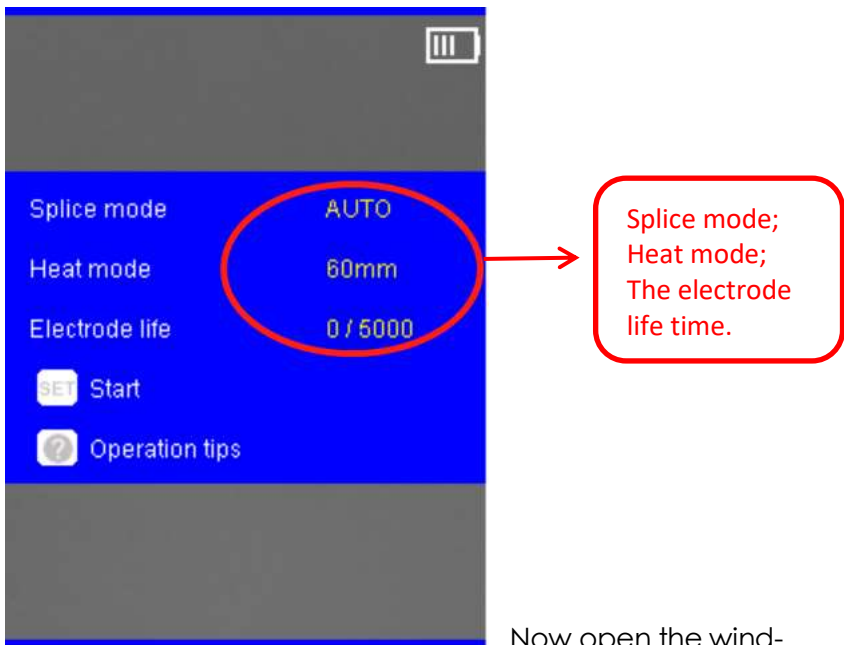 Splice mode AUTO
Heat mode 60mm
Electrode life 0 / 5000
SET Start
? Operation tips
Splice mode;
Heat mode;
The electrode
life time.
Now open the wind-